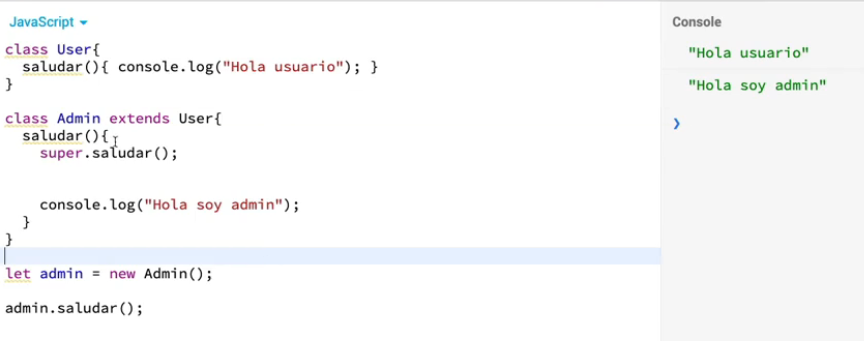 JavaScript
class User{
  saludar(){ console.log("Hola usuario"); }
}
class Admin extends User{
  saludar(){
    super.saludar();
    console.log("Hola soy admin");
  }
}
let admin = new Admin();
admin.saludar();
Console
"Hola usuario"
"Hola soy admin"
❯